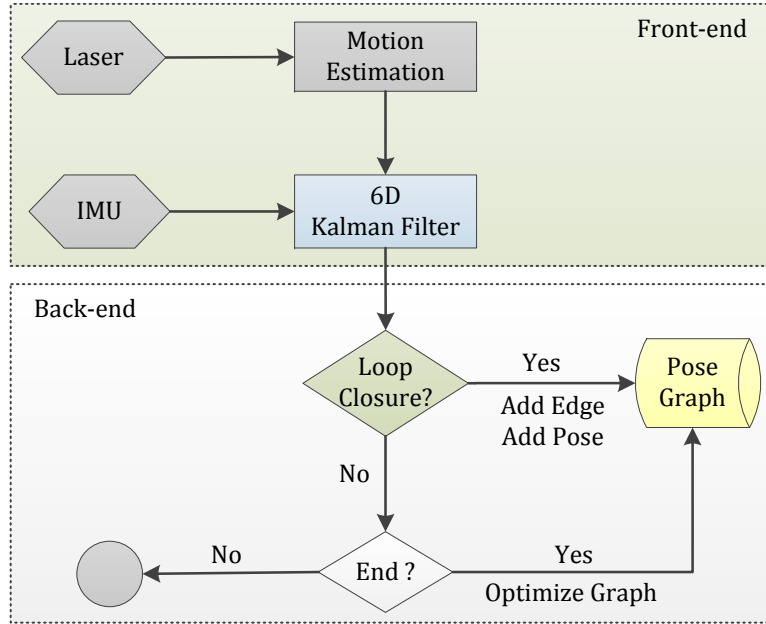 Front-end
Laser
Motion
Estimation
IMU
6D
Kalman Filter
Back-end
Loop
Closure?
Yes
Add Edge
Add Pose
Pose
Graph
No
End ?
No
Yes
Optimize Graph